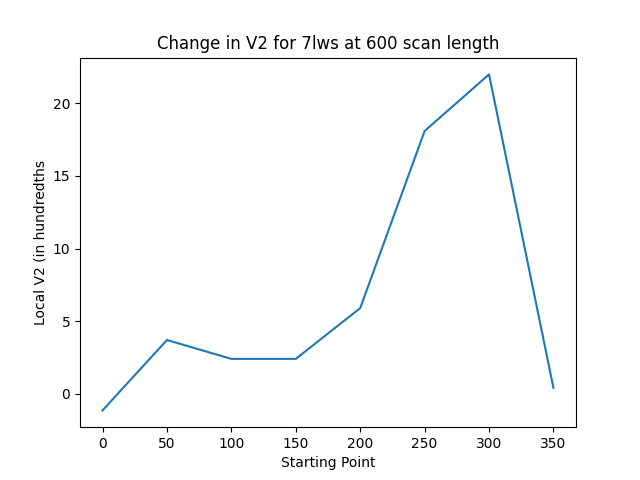 Change in V2 for 7lws at 600 scan length
Local V2 (in hundredths
20
15
10
5
0
0 50 100 150 200 250 300 350
Starting Point